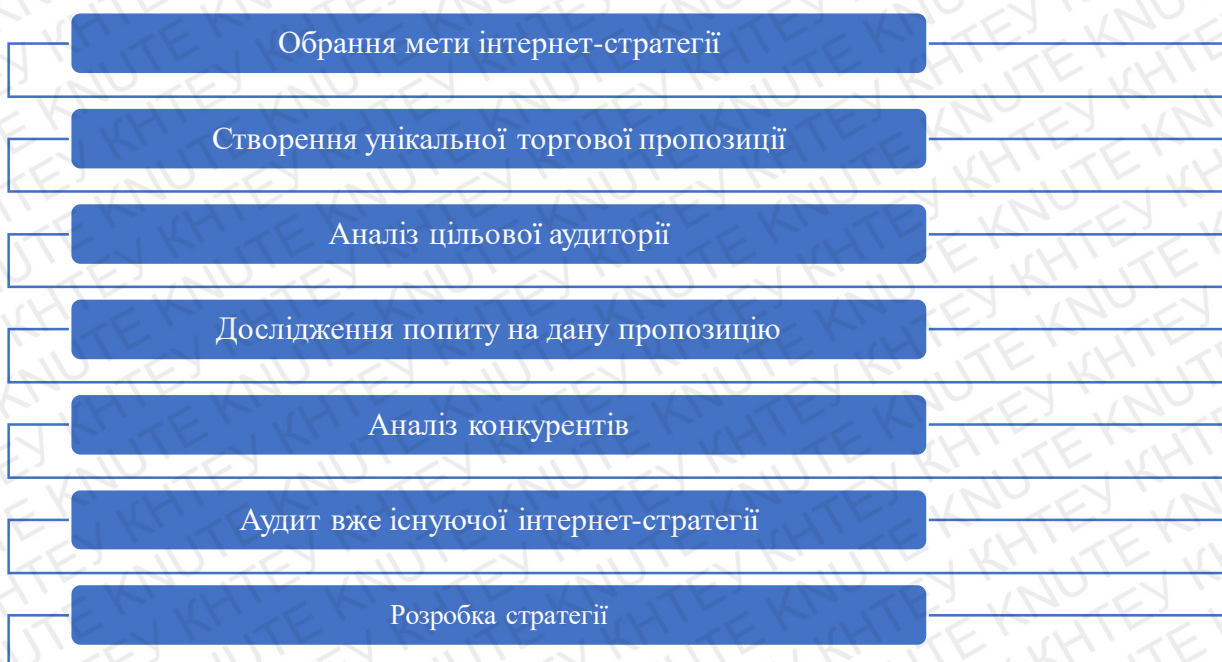 Обрання мети інтернет-стратегії
Створення унікальної торгової пропозиції
Аналіз цільової аудиторії
Дослідження попиту на дану пропозицію
Аналіз конкурентів
Аудит вже існуючої інтернет-стратегії
Розробка стратегії